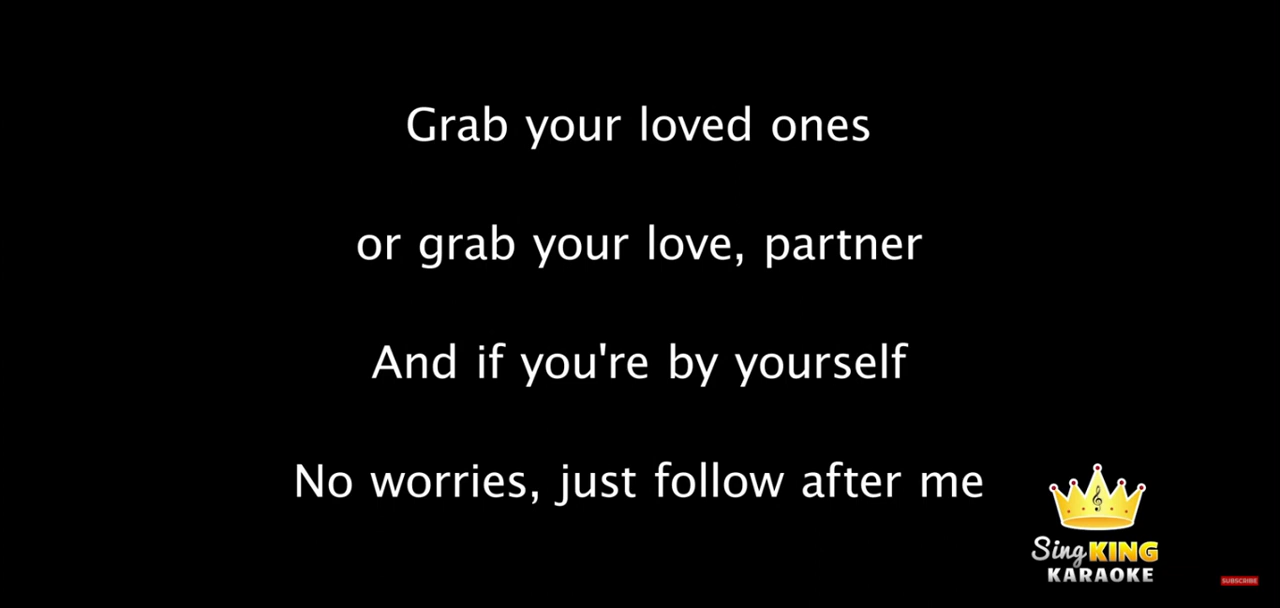 Grab your loved ones
or grab your love, partner
And if you're by yourself
No worries, just follow after me
Sing KING
KARAOKE
SUBSCRIBE